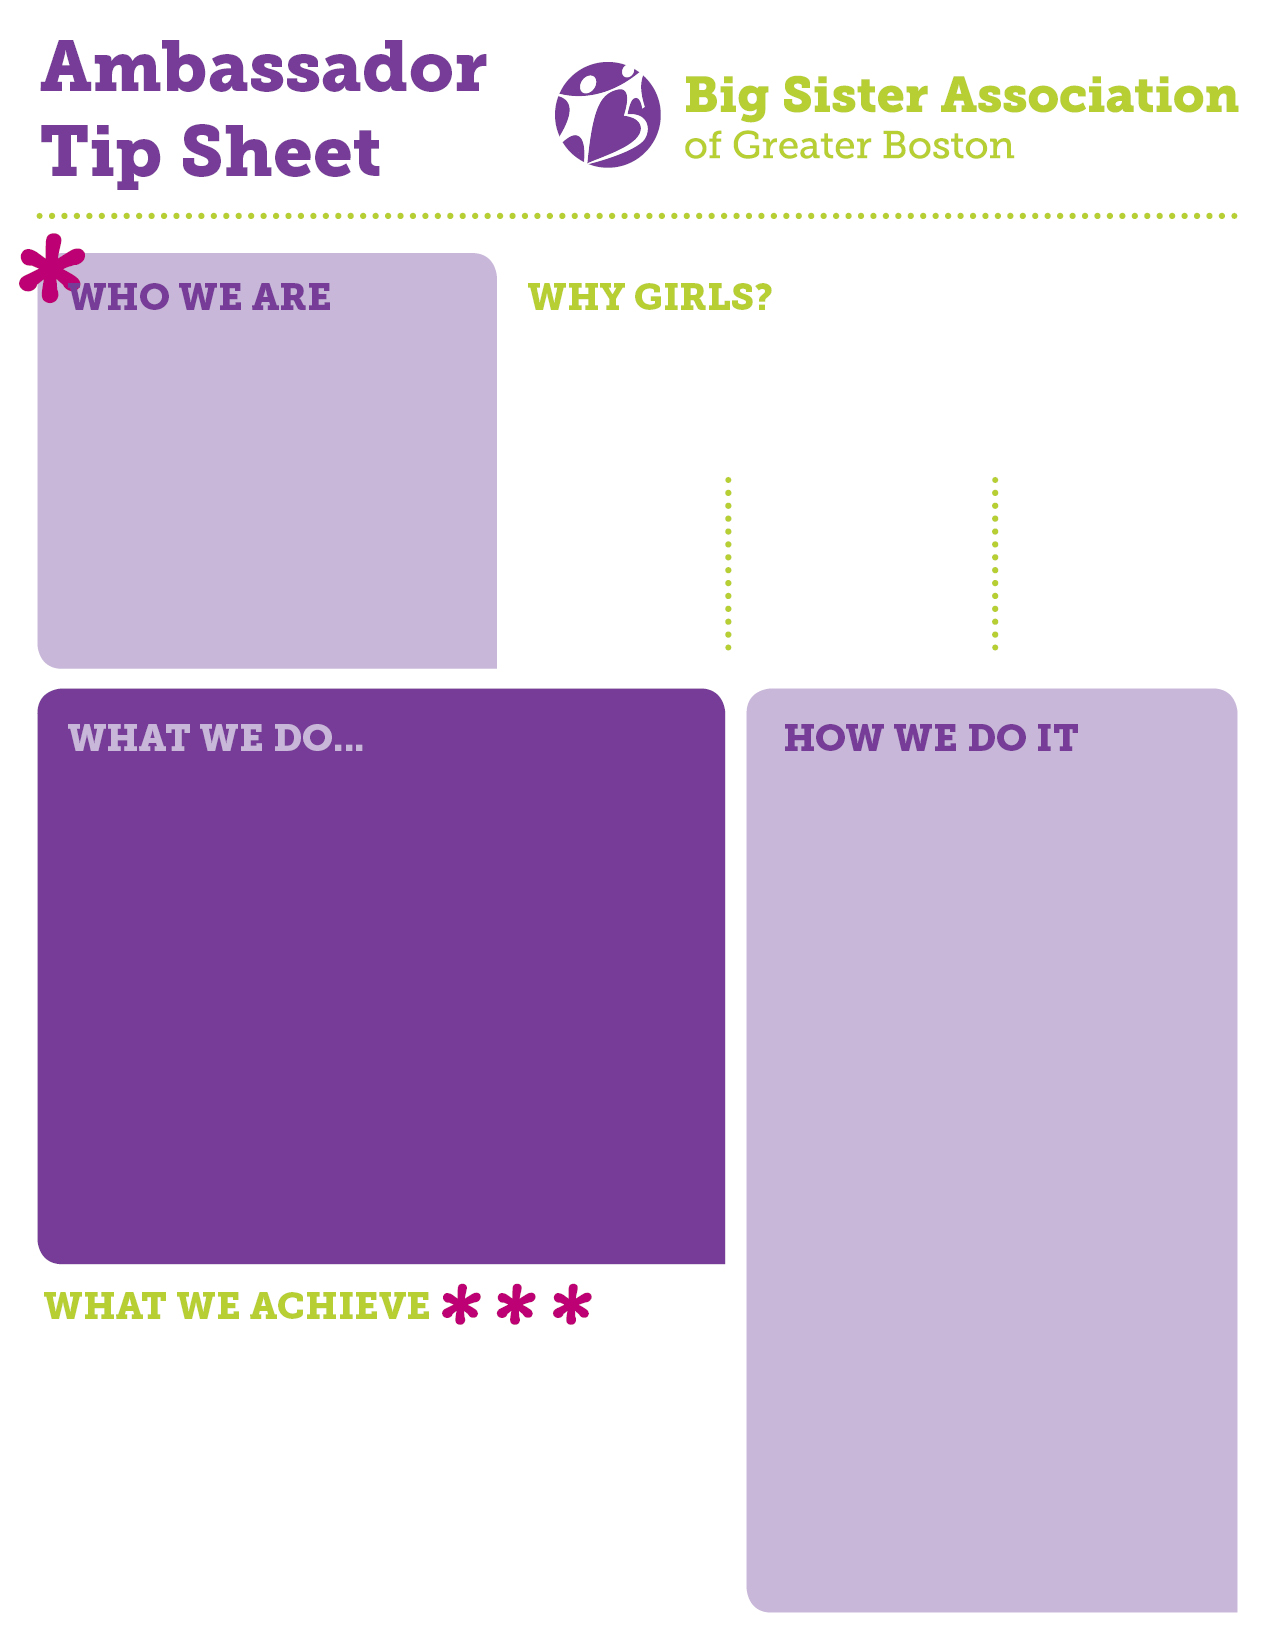 Ambassador
Tip Sheet
Big Sister Association
of Greater Boston
WHO WE ARE
WHY GIRLS?
WHAT WE DO...
HOW WE DO IT
WHAT WE ACHIEVE